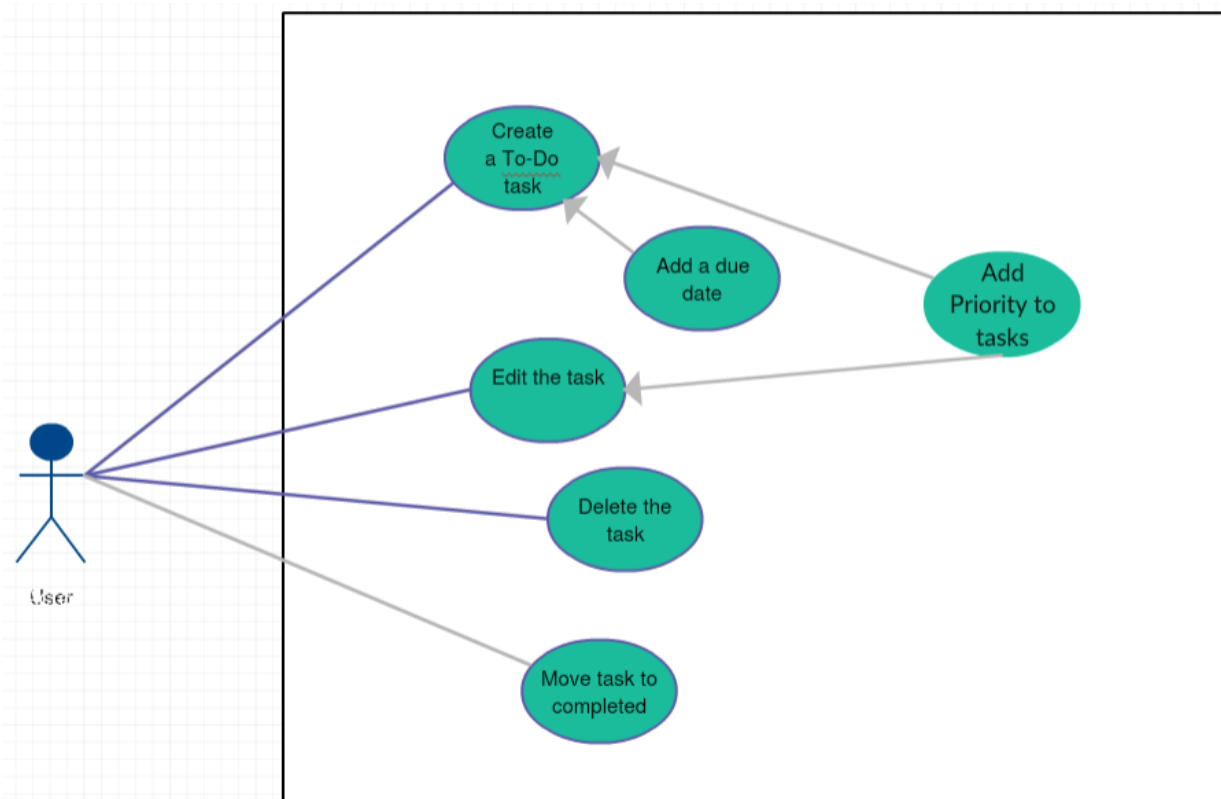 Create
a To-Do
task
Add a due
date
Add
Priority to
tasks
Edit the task
Delete the
task
User
Move task to
completed